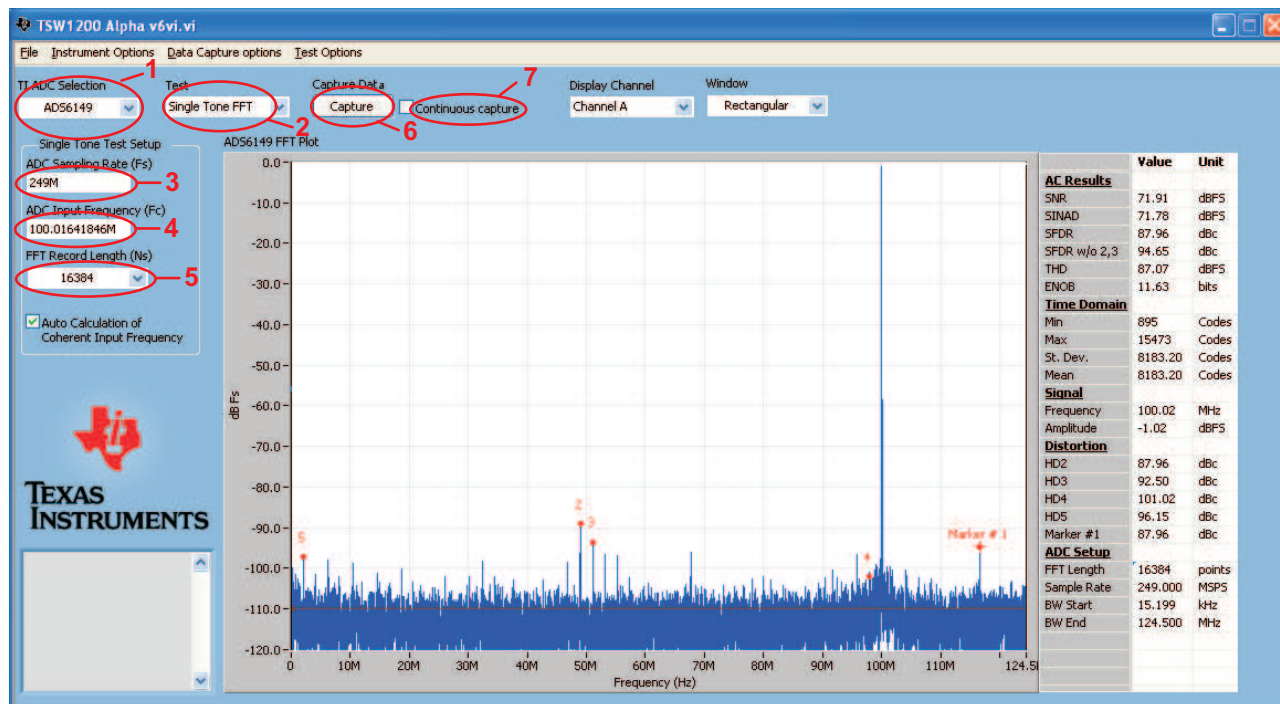 TSW1200 Alpha v6vi.vi
File Instrument Options Data Capture options Test Options
1
7
TI ADC Selection Test Capture Data Display Channel Window
ADS6149 Single Tone FFT Capture Continuous capture Channel A Rectangular
2 6
Single Tone Test Setup
ADS6149 FFT Plot
ADC Sampling Rate (Fs)
249M
3
ADC Input Frequency (Fc)
100.01641846M
4
FFT Record Length (Ns)
16384
5
Auto Calculation of
Coherent Input Frequency
TEXAS
INSTRUMENTS
dB Fs
0.0
-10.0
-20.0
-30.0
-40.0
-50.0
-60.0
-70.0
-80.0
-90.0
-100.0
-110.0
-120.0
5
2
3
4
Marker # 1
0 10M 20M 30M 40M 50M 60M 70M 80M 90M 100M 110M 124.5
Frequency (Hz)
Value Unit
AC Results
SNR 71.91 dBFS
SINAD 71.78 dBFS
SFDR 87.96 dBc
SFDR w/o 2,3 94.65 dBc
THD 87.07 dBFS
ENOB 11.63 bits
Time Domain
Min 895 Codes
Max 15473 Codes
St. Dev. 8183.20 Codes
Mean 8183.20 Codes
Signal
Frequency 100.02 MHz
Amplitude -1.02 dBFS
Distortion
HD2 87.96 dBc
HD3 92.50 dBc
HD4 101.02 dBc
HD5 96.15 dBc
Marker #1 87.96 dBc
ADC Setup
FFT Length 16384 points
Sample Rate 249.000 MSPS
BW Start 15.199 kHz
BW End 124.500 MHz